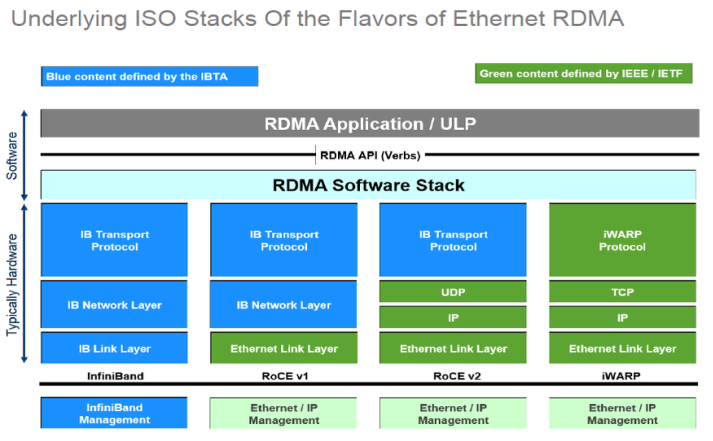 Underlying ISO Stacks Of the Flavors of Ethernet RDMA
Blue content defined by the IBTA
Green content defined by IEEE / IETF
Software
RDMA Application / ULP
RDMA API (Verbs)
RDMA Software Stack
Typically Hardware
IB Transport
Protocol
IB Transport
Protocol
IB Transport
Protocol
iWARP
Protocol
IB Network Layer
IB Network Layer
UDP
IP
TCP
IP
IB Link Layer
Ethernet Link Layer
Ethernet Link Layer
Ethernet Link Layer
InfiniBand
RoCE v1
RoCE v2
iWARP
InfiniBand
Management
Ethernet / IP
Management
Ethernet / IP
Management
Ethernet / IP
Management